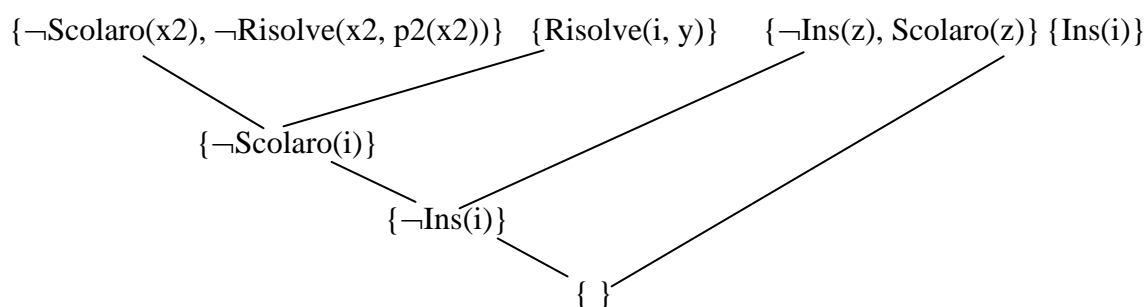 {¬Scolaro(x2), ¬Risolve(x2, p2(x2))} {Risolve(i, y)} {¬Ins(z), Scolaro(z)} {Ins(i)}
{¬Scolaro(i)}
{¬Ins(i)}
{ }